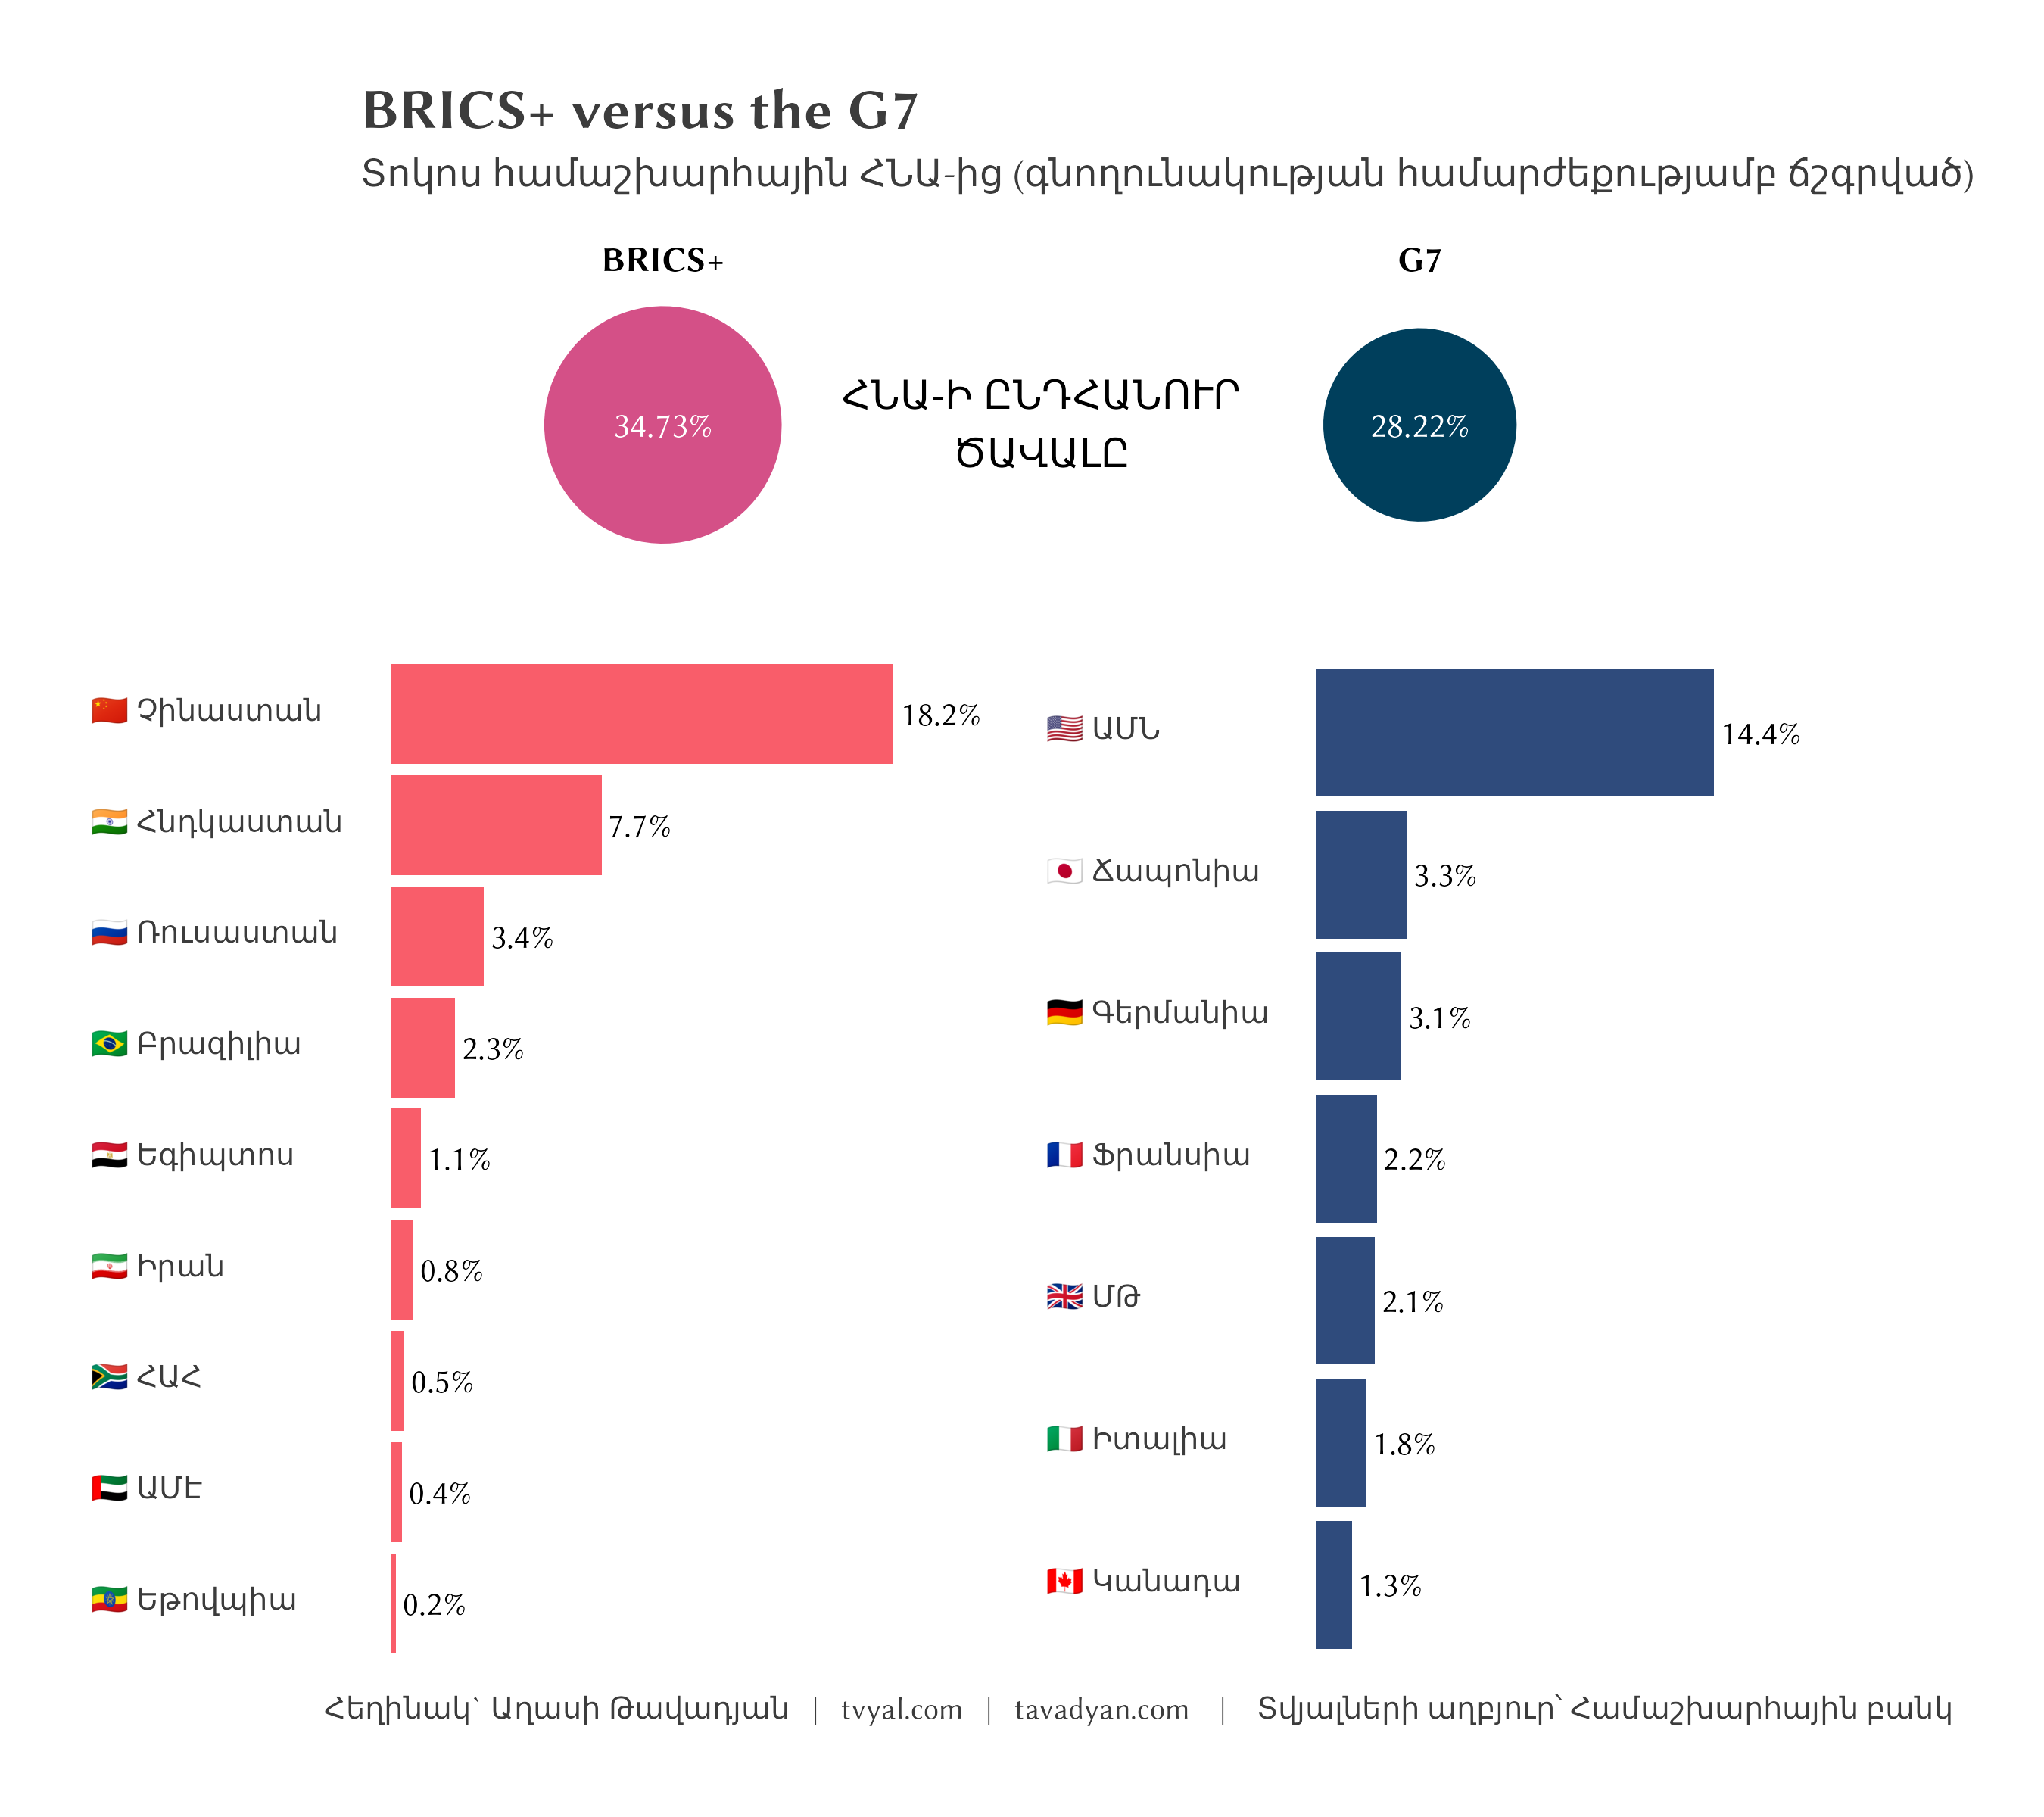 BRICS+ versus the G7
Տոկոս համաշխարհային ՀՆԱ-ից (գնողունակության համարժեքությամբ ճշգրված)
BRICS+
G7
34.73%
ՀՆԱ-Ի ԸՆԴՀԱՆՈՒՐ
ԾԱՎԱԼԸ
28.22%
Չինաստան 18.2%
Հնդկաստան 7.7%
Ռուսաստան 3.4%
Բրազիլիա 2.3%
Եգիպտոս 1.1%
Իրան 0.8%
ՀԱՀ 0.5%
ԱՄԷ 0.4%
Եթովպիա 0.2%
ԱՄՆ 14.4%
Ճապոնիա 3.3%
Գերմանիա 3.1%
Ֆրանսիա 2.2%
ՄԹ 2.1%
Իտալիա 1.8%
Կանադա 1.3%
Հեղինակ` Աղասի Թավադյան | tvyal.com | tavadyan.com | Տվյալների աղբյուր՝ Համաշխարհային բանկ